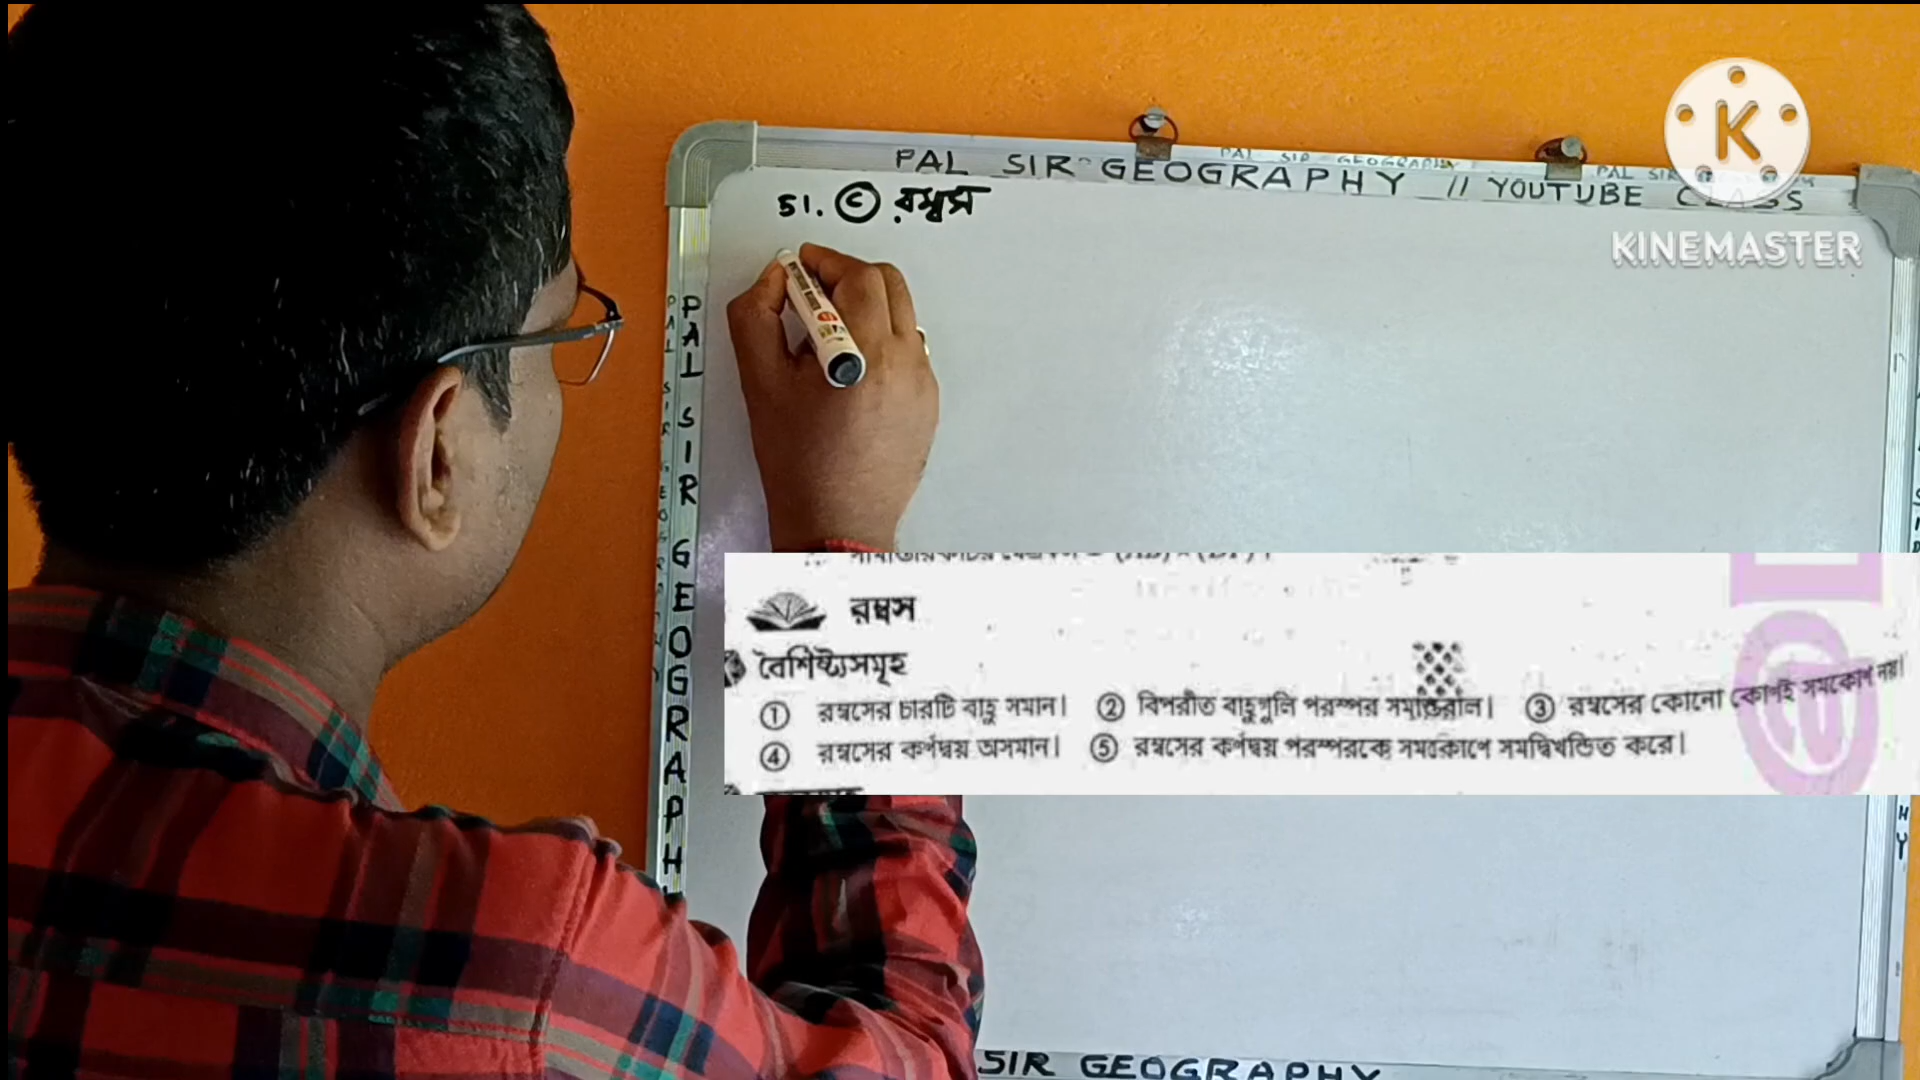 PAL SIR GEOGRAPHY // YOUTUBE CLASS
51. C রম্বস
KINEMASTER
PAL SIR GEOGRAPHY
রম্বস
বৈশিষ্ট্যসমূহ
① রম্বসের চারটি বাহু সমান। ② বিপরীত বাহুগুলি পরস্পর সমান্তরাল। ③ রম্বসের কোনো কোণই সমকোণ নয়।
④ রম্বসের কর্ণদ্বয় অসমান। ⑤ রম্বসের কর্ণদ্বয় পরস্পরকে সমকোণে সমদ্বিখন্ডিত করে।
SIR GEOGRAPHY